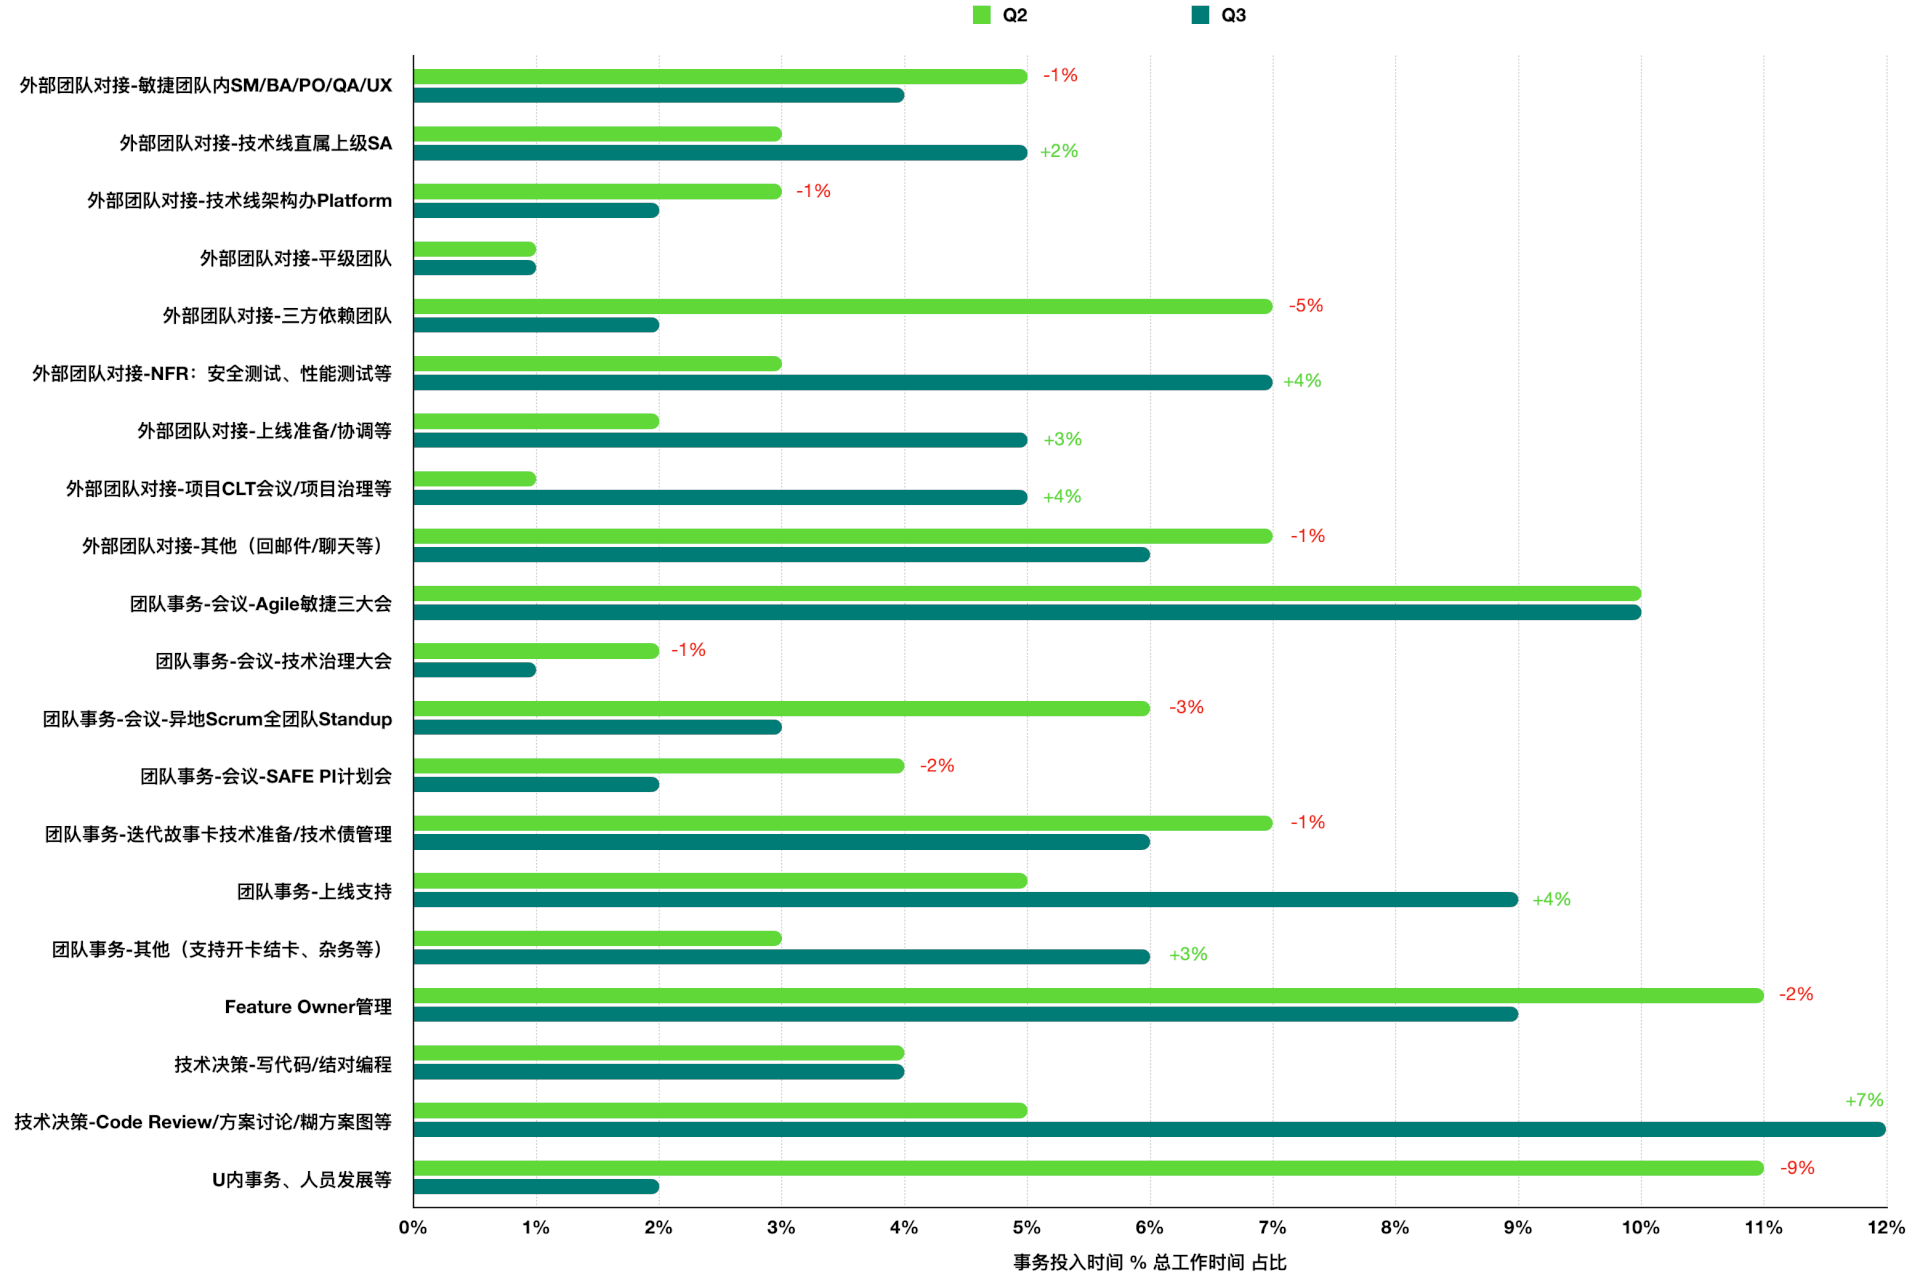 Q2
Q3
外部团队对接-敏捷团队内SM/BA/PO/QA/UX
-1%
外部团队对接-技术线直属上级SA
+2%
外部团队对接-技术线架构办Platform
-1%
外部团队对接-平级团队
外部团队对接-三方依赖团队
-5%
外部团队对接-NFR：安全测试、性能测试等
+4%
外部团队对接-上线准备/协调等
+3%
外部团队对接-项目CLT会议/项目治理等
+4%
外部团队对接-其他（回邮件/聊天等）
-1%
团队事务-会议-Agile敏捷三大会
团队事务-会议-技术治理大会
-1%
团队事务-会议-异地Scrum全团队Standup
-3%
团队事务-会议-SAFE PI计划会
-2%
团队事务-迭代故事卡技术准备/技术债管理
-1%
团队事务-上线支持
+4%
团队事务-其他（支持开卡结卡、杂务等）
+3%
Feature Owner管理
-2%
技术决策-写代码/结对编程
技术决策-Code Review/方案讨论/糊方案图等
+7%
U内事务、人员发展等
-9%
0% 1% 2% 3% 4% 5% 6% 7% 8% 9% 10% 11% 12%
事务投入时间 % 总工作时间 占比